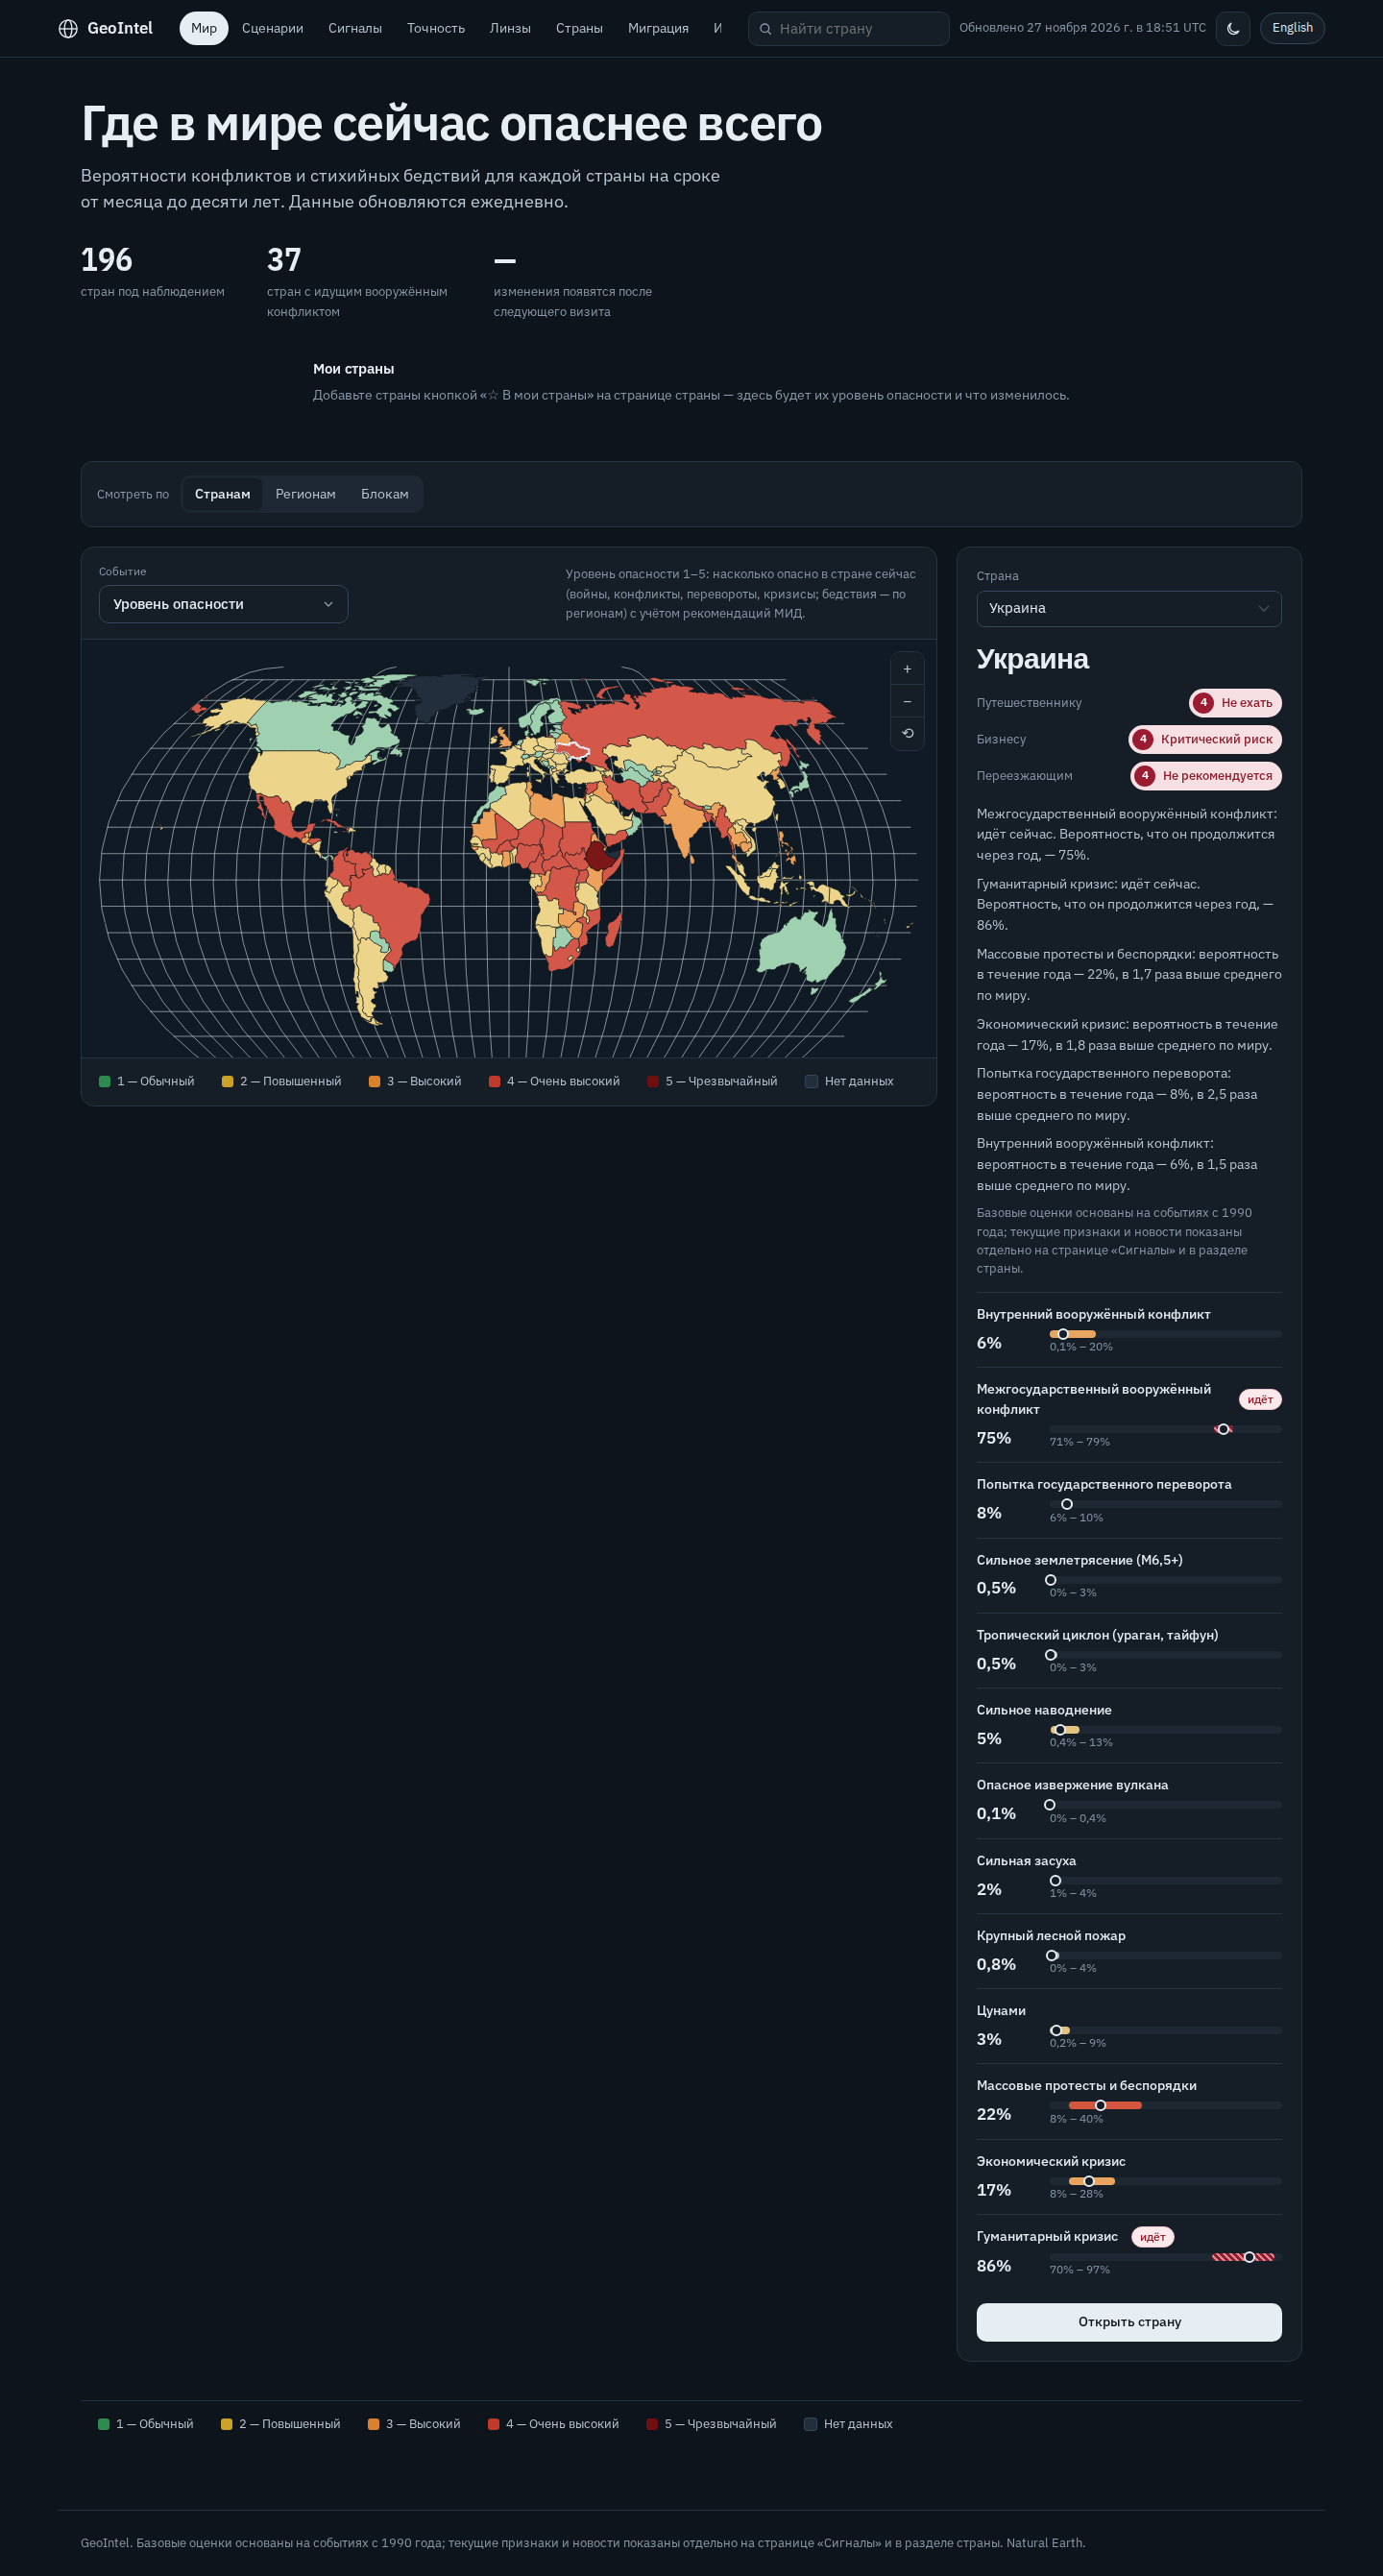 GeoIntel
Мир
Сценарии
Сигналы
Точность
Линзы
Страны
Миграция
Найти страну
Обновлено 27 ноября 2026 г. в 18:51 UTC
English
Где в мире сейчас опаснее всего
Вероятности конфликтов и стихийных бедствий для каждой страны на сроке
от месяца до десяти лет. Данные обновляются ежедневно.
196
стран под наблюдением
37
стран с идущим вооружённым
конфликтом
—
изменения появятся после
следующего визита
Мои страны
Добавьте страны кнопкой «☆ В мои страны» на странице страны — здесь будет их уровень опасности и что изменилось.
Смотреть по
Странам
Регионам
Блокам
Событие
Уровень опасности
Уровень опасности 1–5: насколько опасно в стране сейчас
(войны, конфликты, перевороты, кризисы; бедствия — по
регионам) с учётом рекомендаций МИД.
+
−
⟲
1 — Обычный
2 — Повышенный
3 — Высокий
4 — Очень высокий
5 — Чрезвычайный
Нет данных
Страна
Украина
Украина
Путешественнику
4 Не ехать
Бизнесу
4 Критический риск
Переезжающим
4 Не рекомендуется
Межгосударственный вооружённый конфликт:
идёт сейчас. Вероятность, что он продолжится
через год, — 75%.
Гуманитарный кризис: идёт сейчас.
Вероятность, что он продолжится через год, —
86%.
Массовые протесты и беспорядки: вероятность
в течение года — 22%, в 1,7 раза выше среднего
по миру.
Экономический кризис: вероятность в течение
года — 17%, в 1,8 раза выше среднего по миру.
Попытка государственного переворота:
вероятность в течение года — 8%, в 2,5 раза
выше среднего по миру.
Внутренний вооружённый конфликт:
вероятность в течение года — 6%, в 1,5 раза
выше среднего по миру.
Базовые оценки основаны на событиях с 1990
года; текущие признаки и новости показаны
отдельно на странице «Сигналы» и в разделе
страны.
Внутренний вооружённый конфликт
6%
0,1% – 20%
Межгосударственный вооружённый
конфликт
идёт
75%
71% – 79%
Попытка государственного переворота
8%
6% – 10%
Сильное землетрясение (M6,5+)
0,5%
0% – 3%
Тропический циклон (ураган, тайфун)
0,5%
0% – 3%
Сильное наводнение
5%
0,4% – 13%
Опасное извержение вулкана
0,1%
0% – 0,4%
Сильная засуха
2%
1% – 4%
Крупный лесной пожар
0,8%
0% – 4%
Цунами
3%
0,2% – 9%
Массовые протесты и беспорядки
22%
8% – 40%
Экономический кризис
17%
8% – 28%
Гуманитарный кризис
идёт
86%
70% – 97%
Открыть страну
1 — Обычный
2 — Повышенный
3 — Высокий
4 — Очень высокий
5 — Чрезвычайный
Нет данных
GeoIntel. Базовые оценки основаны на событиях с 1990 года; текущие признаки и новости показаны отдельно на странице «Сигналы» и в разделе страны. Natural Earth.